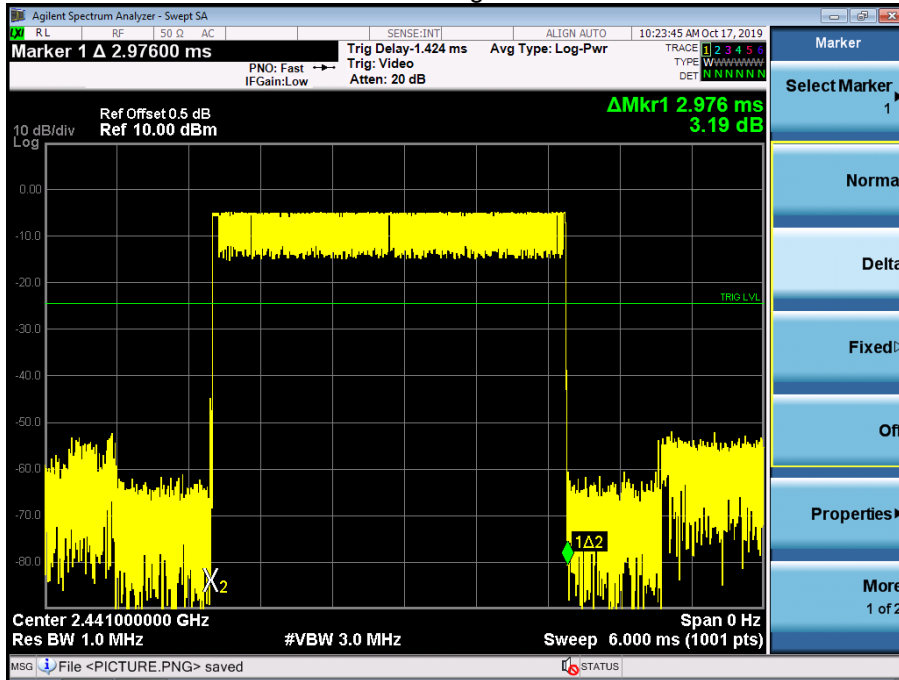 Agilent Spectrum Analyzer - Swept SA
LXI RL RF 50 Ω AC SENSE:INT ALIGN AUTO 10:23:45 AM Oct 17, 2019
Marker 1 Δ 2.97600 ms
PNO: Fast
IFGain:Low
Trig Delay-1.424 ms
Trig: Video
Atten: 20 dB
Avg Type: Log-Pwr
TRACE 1 2 3 4 5 6
TYPE WWWWWW
DET N N N N N N
ΔMkr1 2.976 ms
3.19 dB
Ref Offset 0.5 dB
10 dB/div Ref 10.00 dBm
Log
0.00
-10.0
-20.0
TRIG LVL
-30.0
-40.0
-50.0
-60.0
-70.0
1Δ2
-80.0
X2
Center 2.441000000 GHz Span 0 Hz
Res BW 1.0 MHz #VBW 3.0 MHz Sweep 6.000 ms (1001 pts)
MSG File <PICTURE.PNG> saved STATUS
Marker
Select Marker
1
Norma
Delta
Fixed
Off
Properties
More
1 of 2